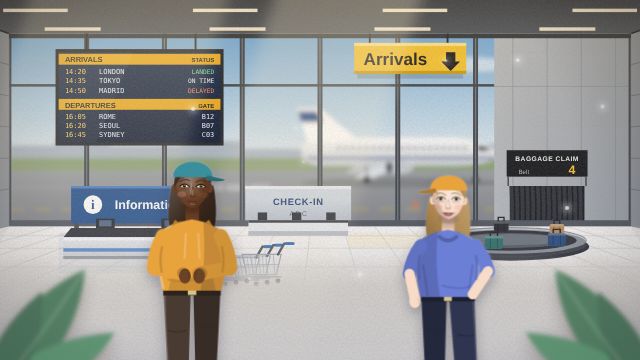 ARRIVALS STATUS
14:20 LONDON LANDED
14:35 TOKYO ON TIME
14:50 MADRID DELAYED
DEPARTURES GATE
16:05 ROME B12
16:20 SEOUL B07
16:45 SYDNEY C03
Arrivals
BAGGAGE CLAIM
Belt 4
i
CHECK-IN